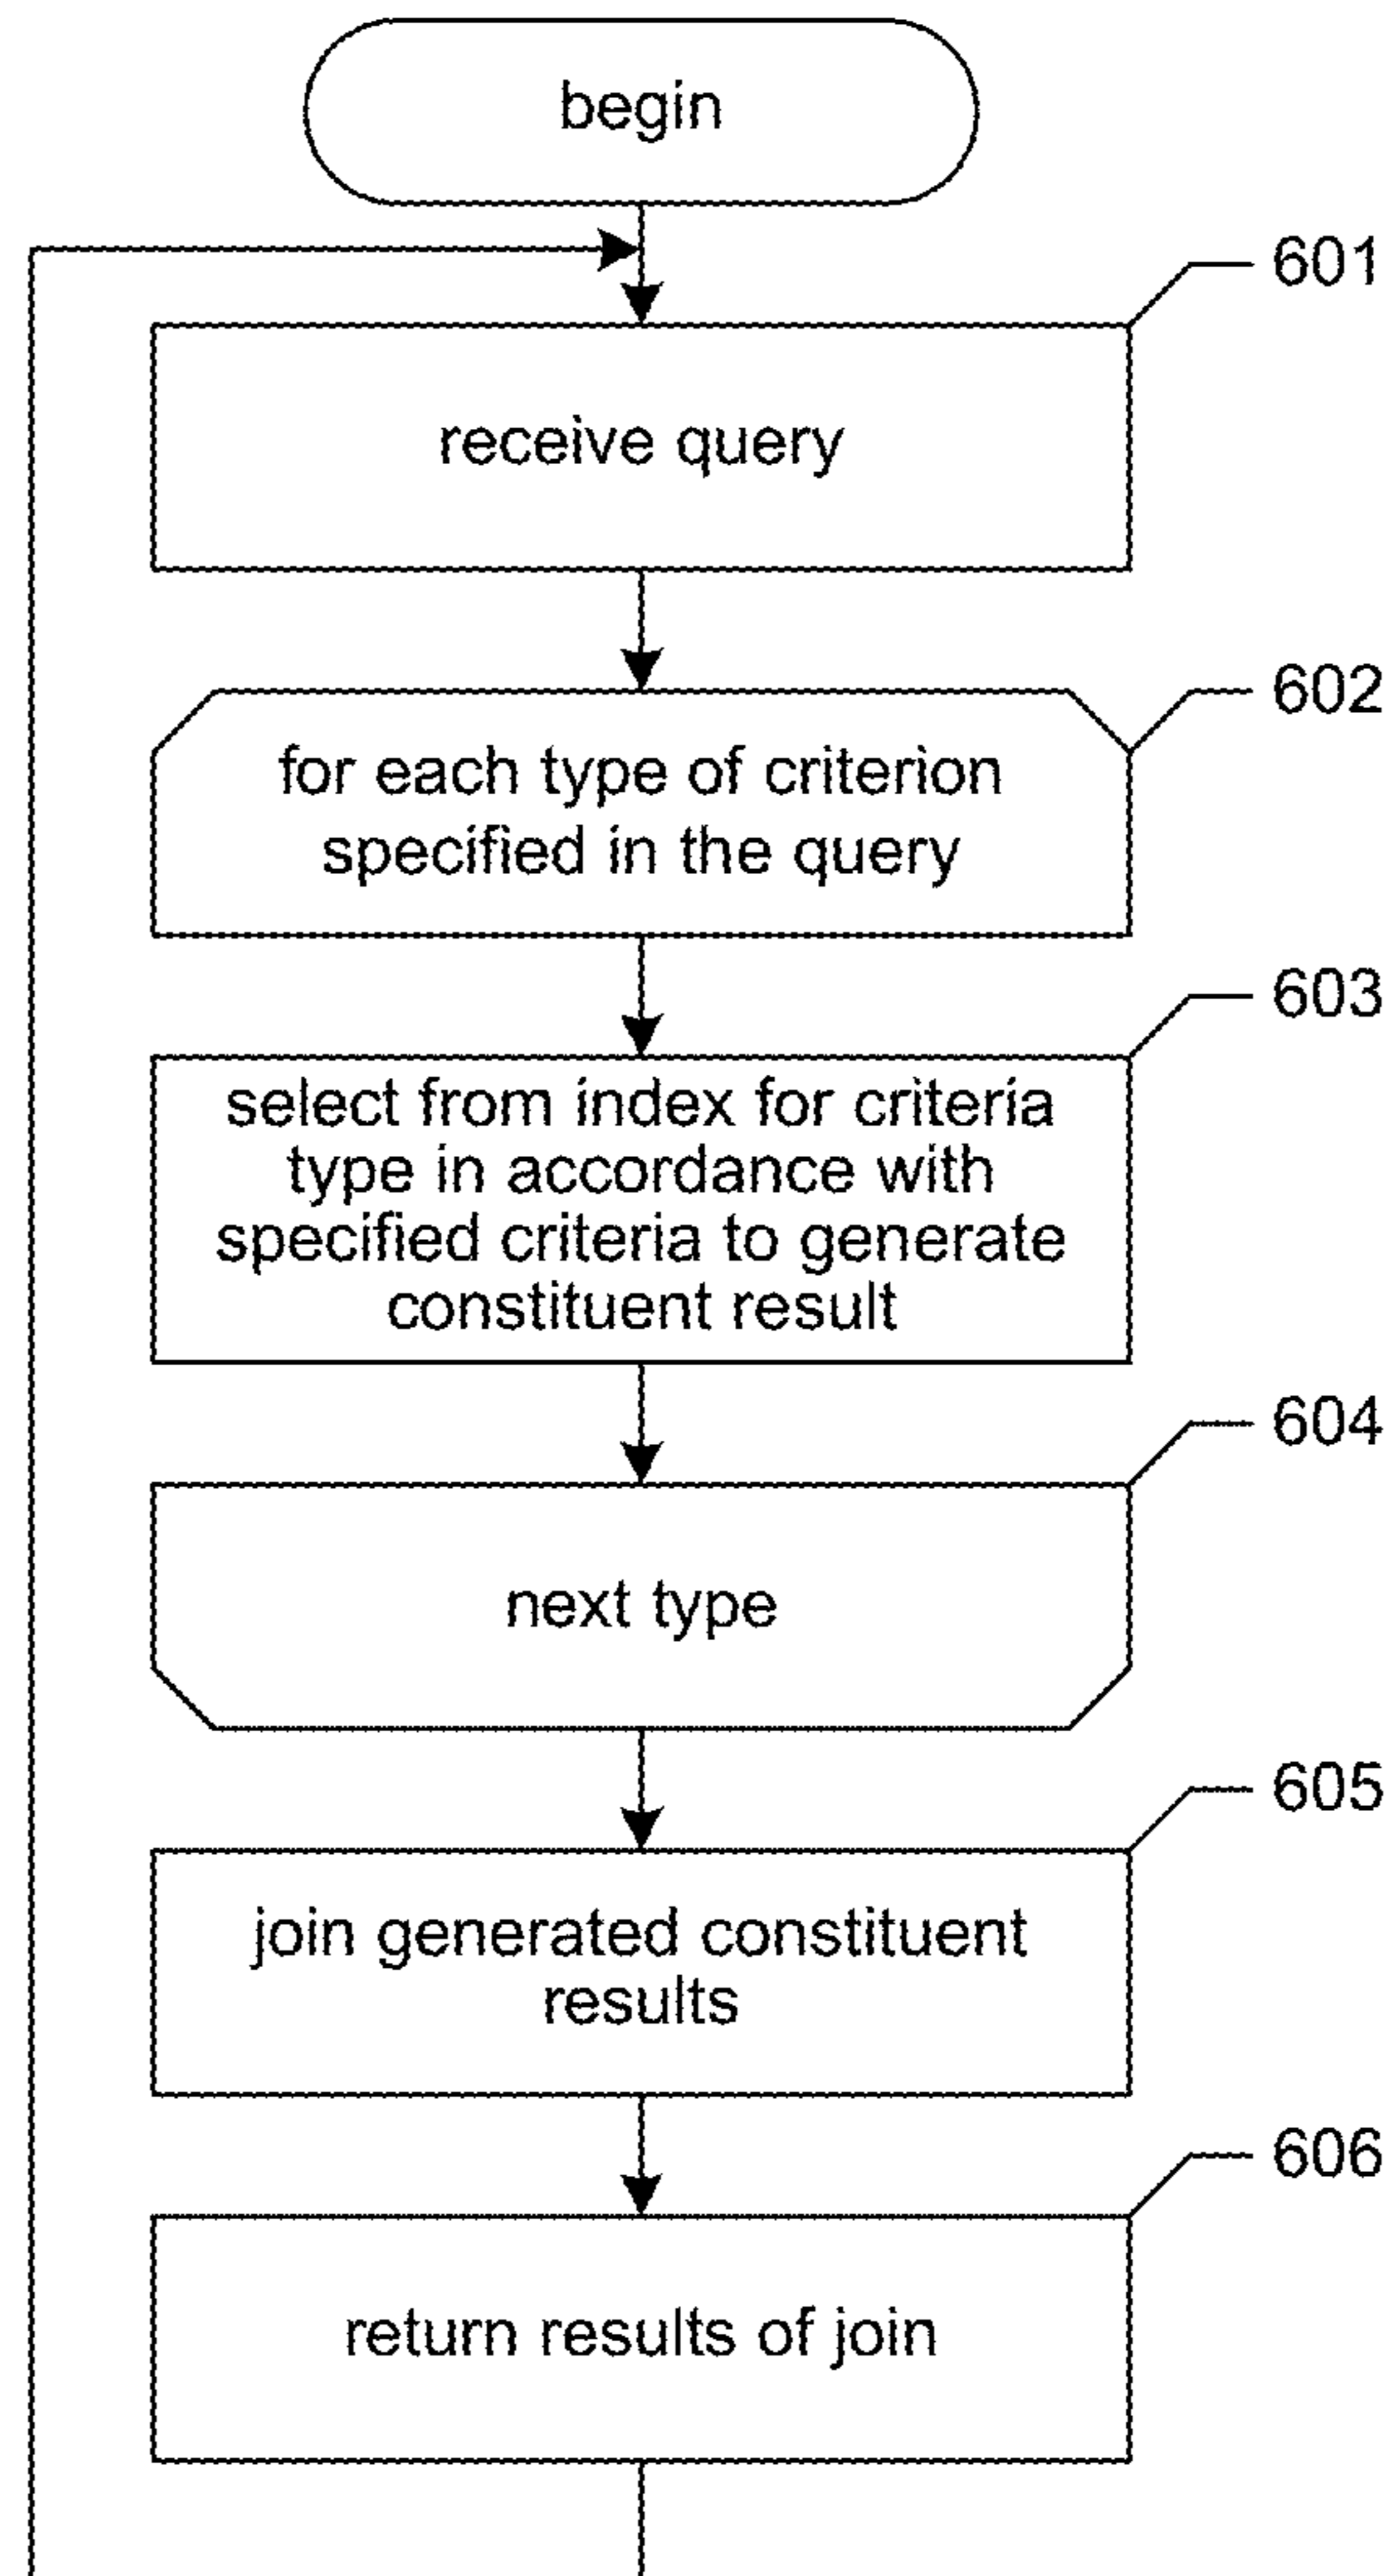 begin
601
receive query
602
for each type of criterion
specified in the query
603
select from index for criteria
type in accordance with
specified criteria to generate
constituent result
604
next type
605
join generated constituent
results
606
return results of join